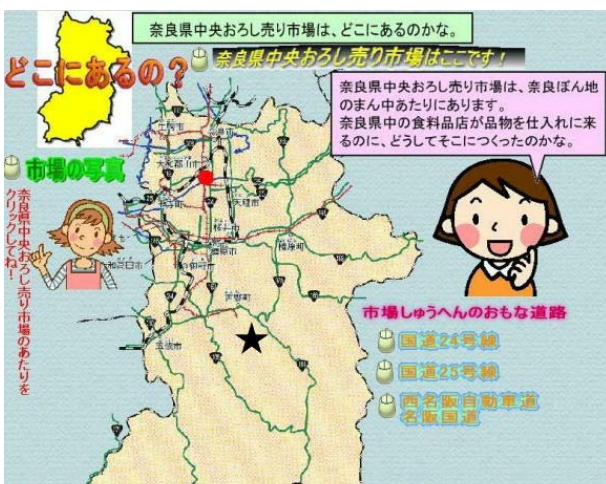 奈良県中央おろし売り市場は、どこにあるのかな。
どこにあるの？
奈良県中央おろし売り市場はここです！
奈良県中央おろし売り市場は、奈良ぼん地
のまん中あたりにあります。
奈良県中の食料品店が品物を仕入れに来
るのに、どうしてそこにつくったのかな。
市場の写真
奈良県中央おろし売り市場のあたりを
クリックしてね！
天理市
五條市
市場しゅうへんのおもな道路
国道24号線
国道25号線
西名阪自動車道
名阪国道